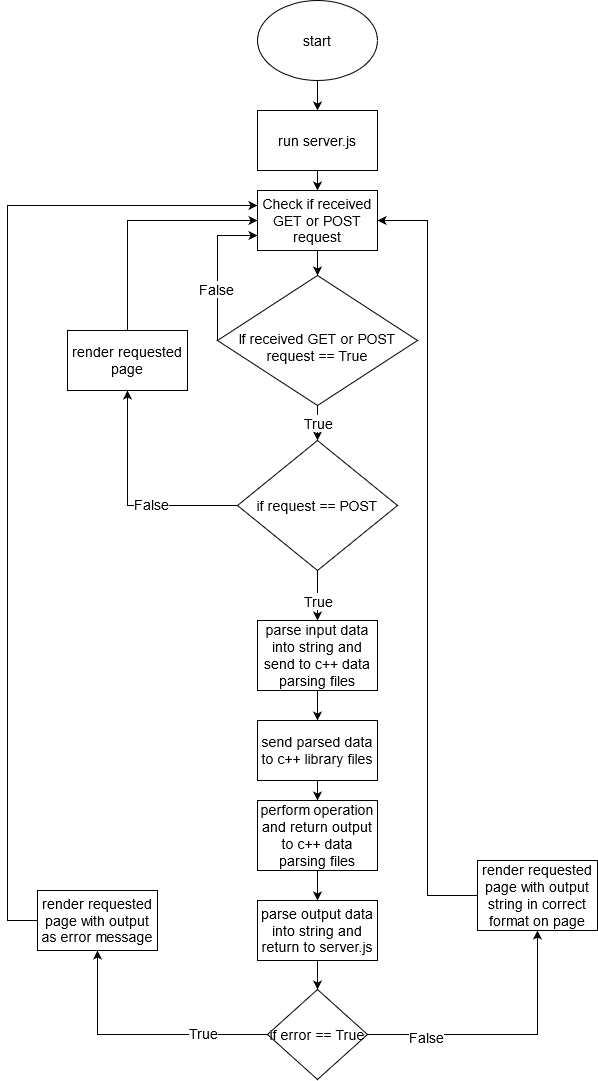 start
run server.js
Check if received
GET or POST
request
False
If received GET or POST
request == True
render requested
page
True
False
if request == POST
True
parse input data
into string and
send to c++ data
parsing files
send parsed data
to c++ library files
perform operation
and return output
to c++ data
parsing files
render requested
page with output
string in correct
format on page
render requested
page with output
as error message
parse output data
into string and
return to server.js
True
if error == True
False